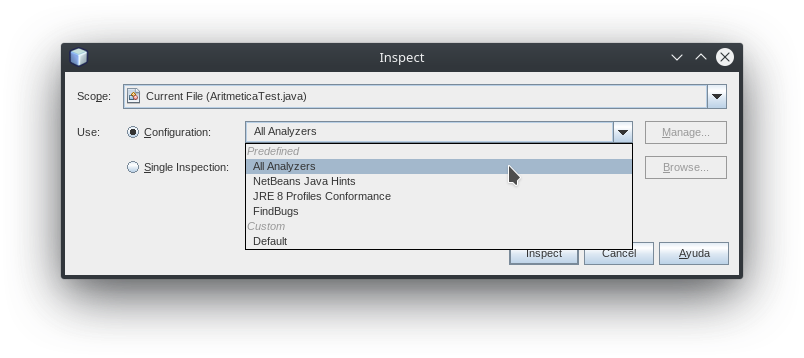 Inspect
Scope: Current File (AritmeticaTest.java)
Use: Configuration: All Analyzers Manage...
Predefined
All Analyzers
Single Inspection: Browse...
NetBeans Java Hints
JRE 8 Profiles Conformance
FindBugs
Custom
Default
Inspect Cancel Ayuda